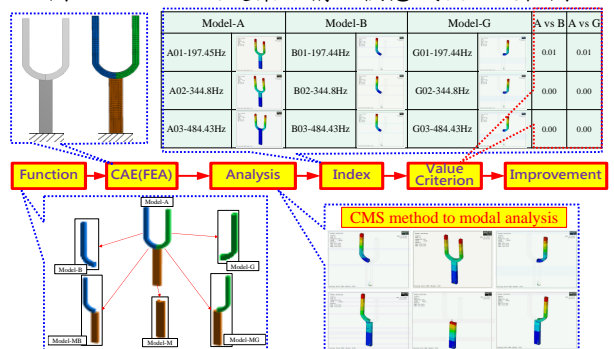 Model-A Model-B Model-G A vs B A vs G
A01-197.45Hz B01-197.44Hz G01-197.44Hz 0.01 0.01
A02-344.8Hz B02-344.8Hz G02-344.8Hz 0.00 0.00
A03-484.43Hz B03-484.43Hz G03-484.43Hz 0.00 0.00
Function CAE(FEA) Analysis Index Value Criterion Improvement
Model-A
Model-B
Model-G
Model-MB
Model-M
Model-MG
CMS method to modal analysis